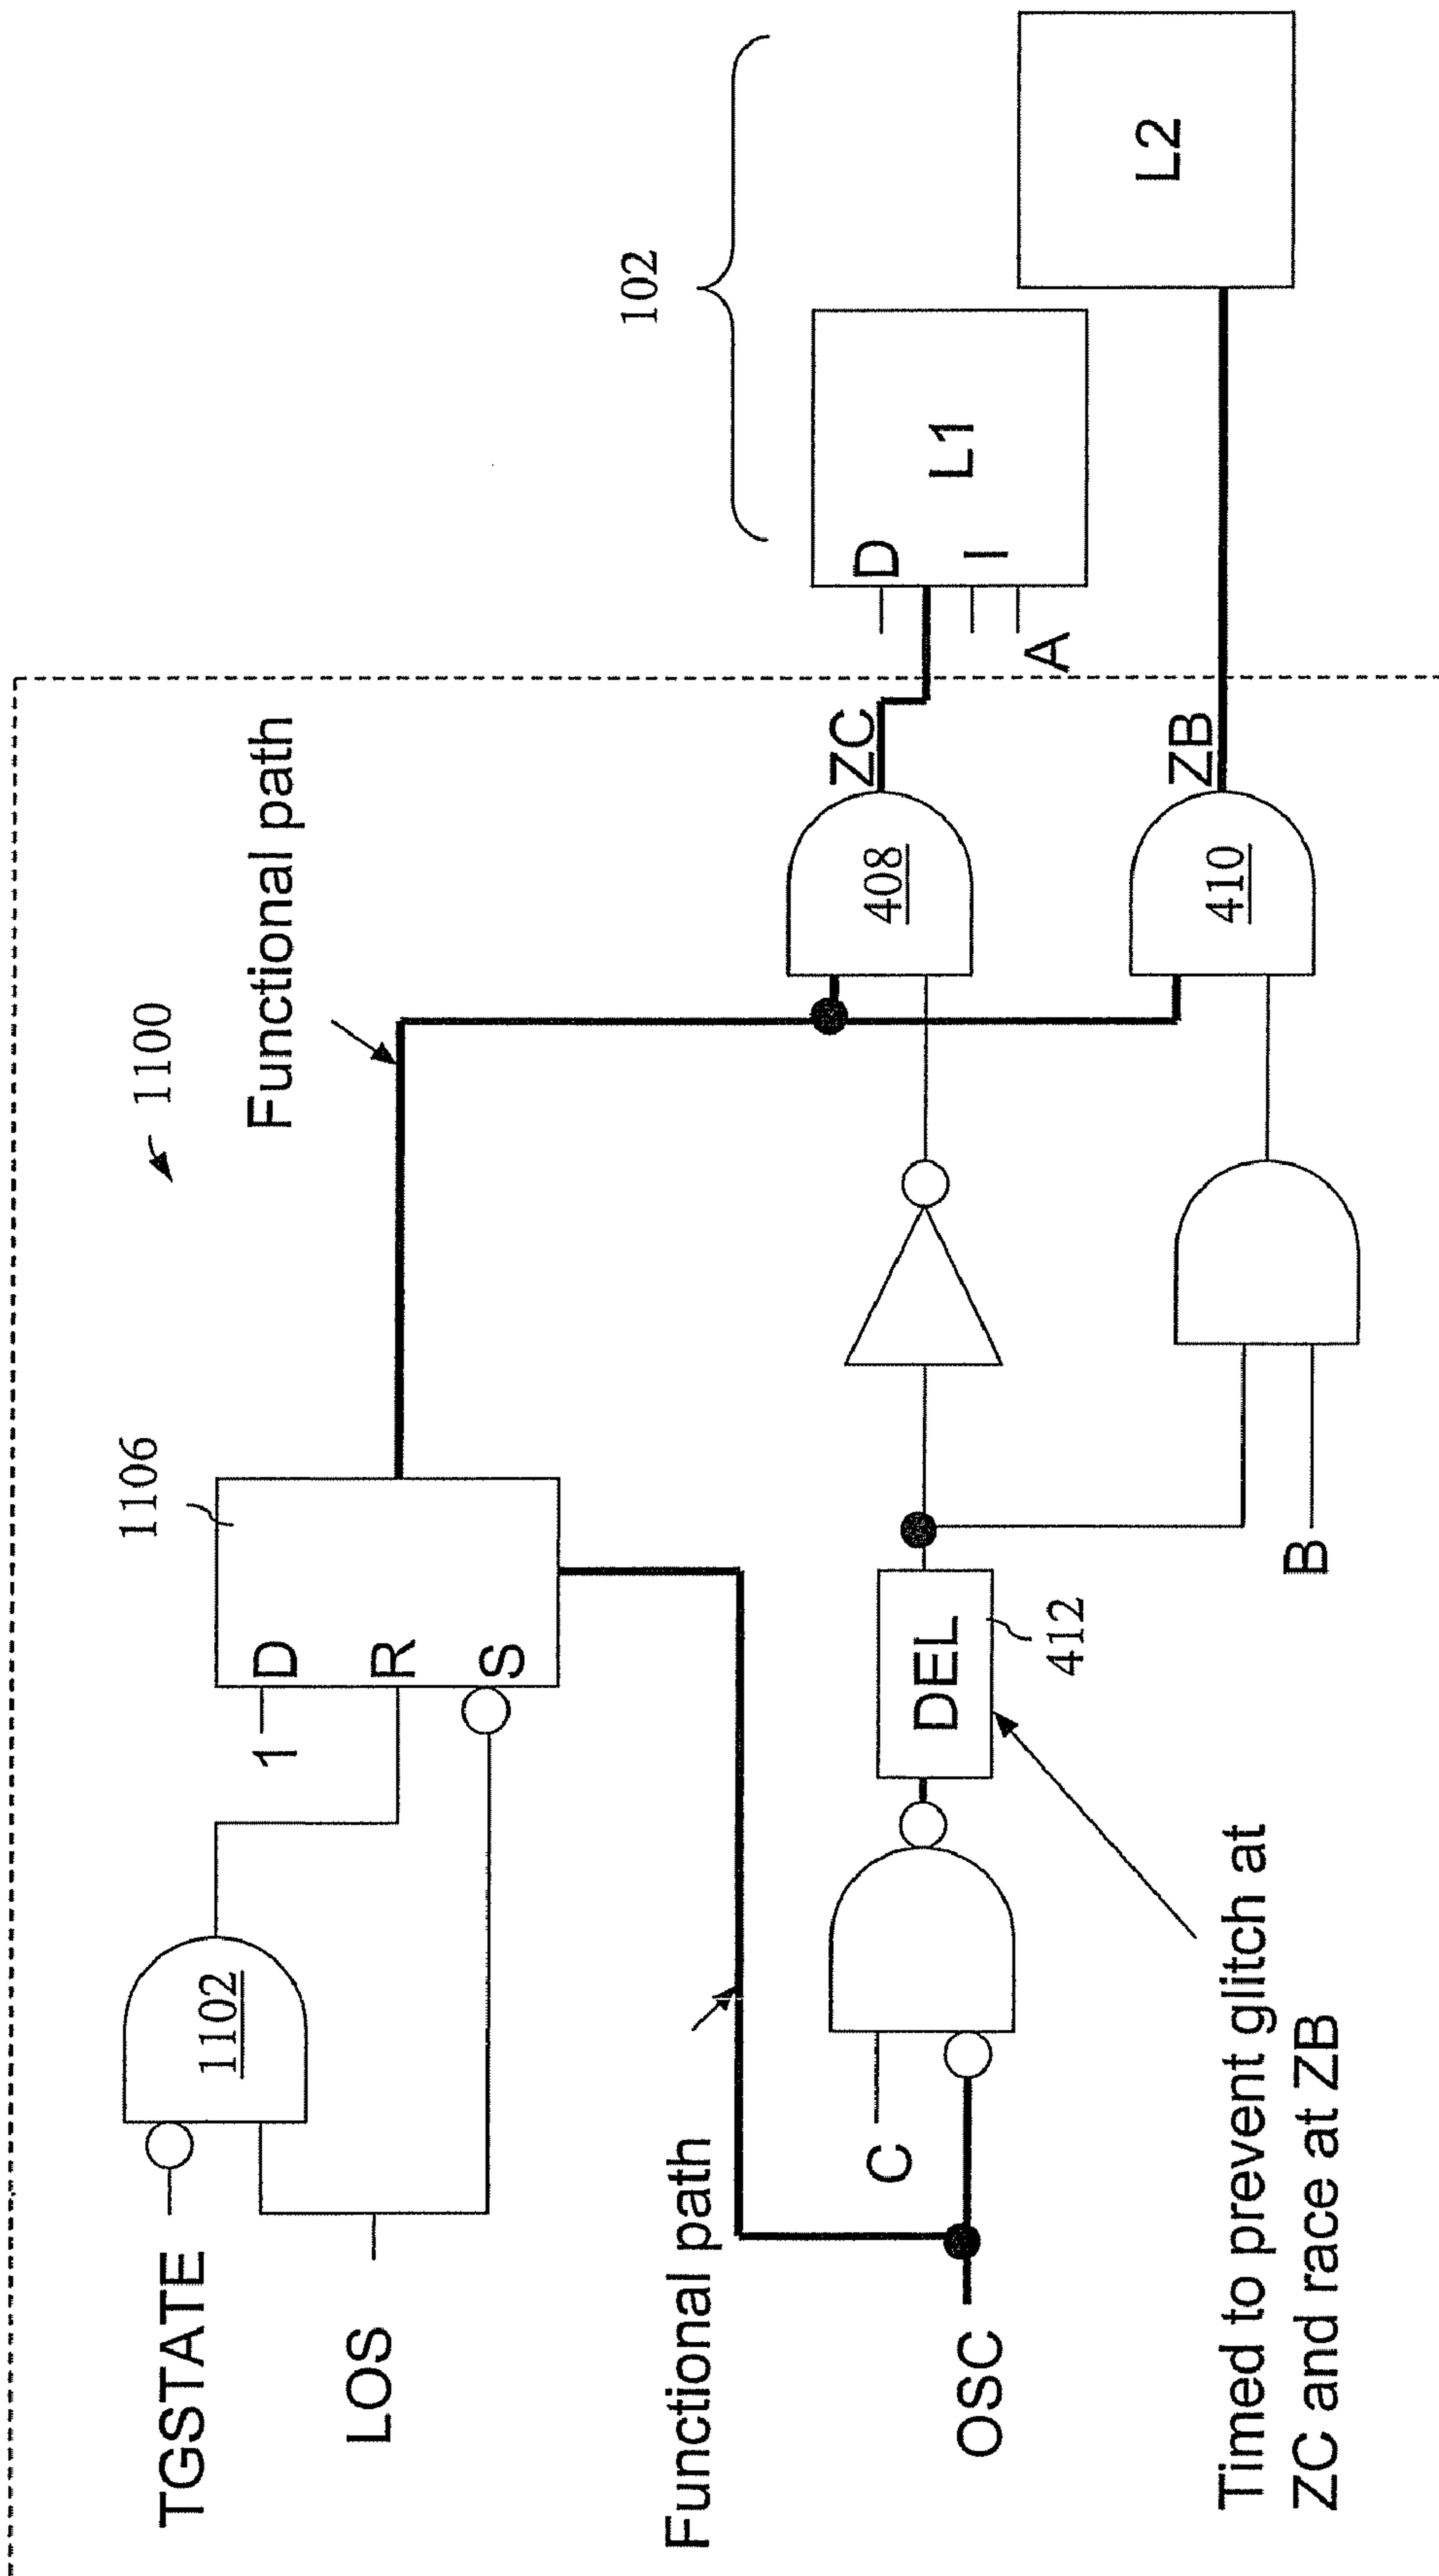 1100
Functional path
102
TGSTATE
1102
LOS
1
D
R
S
1106
Functional path
OSC
C
DEL
412
B
408
410
ZC
ZB
D
I
A
L1
L2
Timed to prevent glitch at
ZC and race at ZB